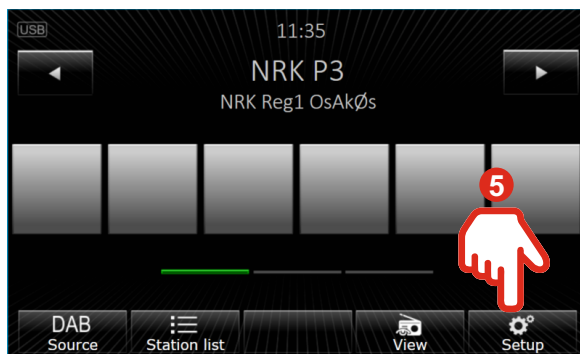 USB
11:35
NRK P3
NRK Reg1 OsAkØs
5
DAB
Source
Station list
View
Setup